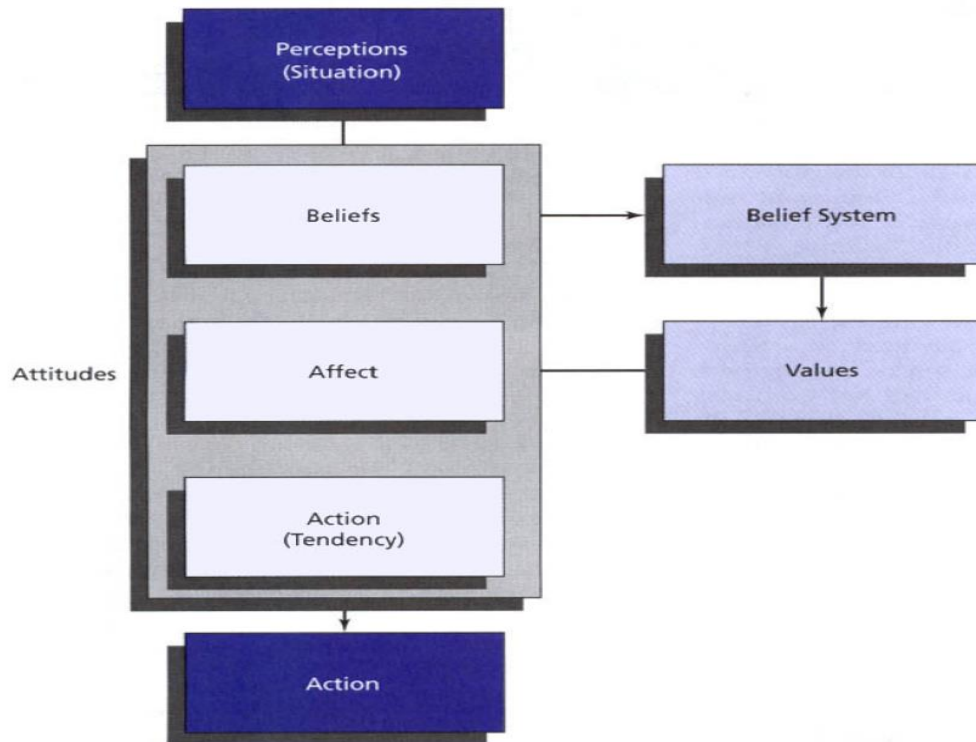 Perceptions
(Situation)
Beliefs
Belief System
Attitudes
Affect
Values
Action
(Tendency)
Action